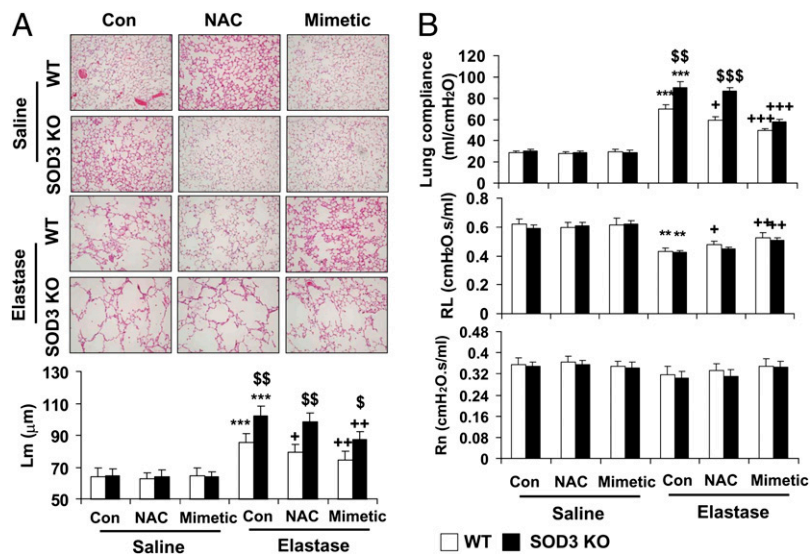 A
Con NAC Mimetic
Saline
WT
SOD3 KO
Elastase
WT
SOD3 KO
Lm (μm)
130
110
90
70
50
*** *** $$
+ $$
++ ++ $
Con NAC Mimetic Con NAC Mimetic
Saline Elastase
B
Lung compliance
(ml/cmH2O)
120
100
80
60
40
20
0
*** *** $$
+ $$$
+++ +++
RL (cmH2O.s/ml)
0.8
0.6
0.4
0.2
0
** **
+
++ ++
Rn (cmH2O.s/ml)
0.4
0.32
0.24
0.16
0.08
0
Con NAC Mimetic Con NAC Mimetic
Saline Elastase
WT SOD3 KO